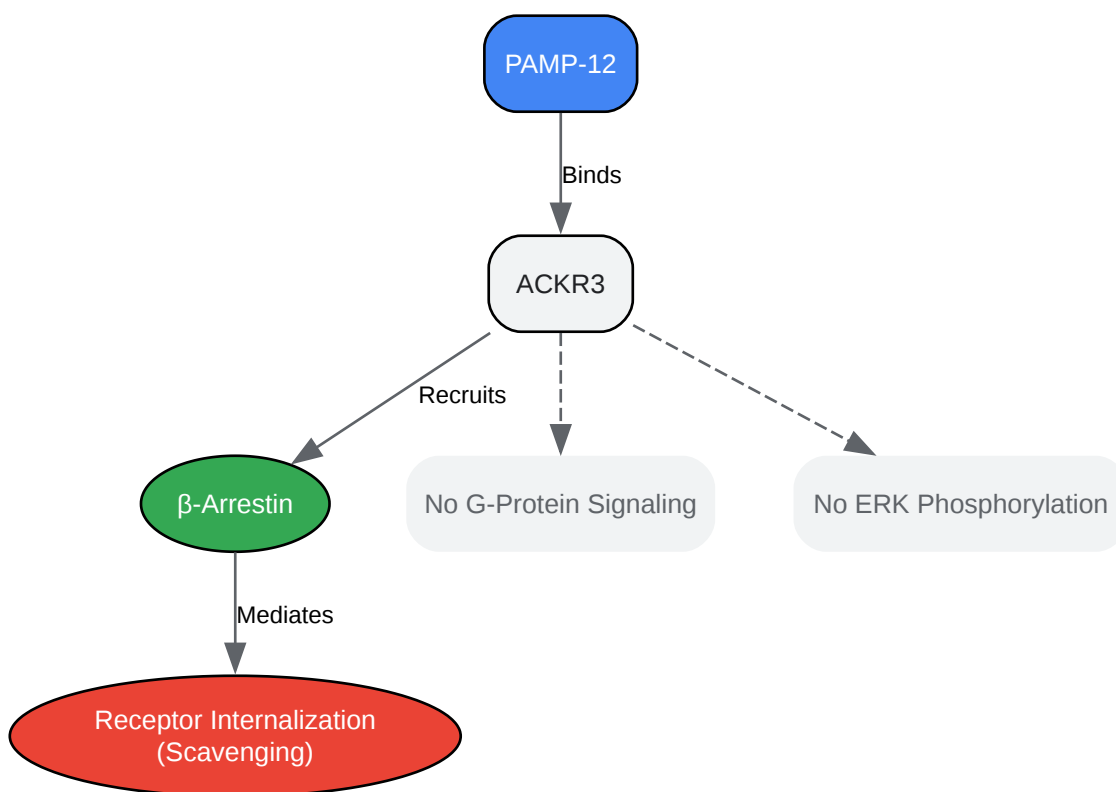 PAMP-12
Binds
ACKR3
Recruits
β-Arrestin
No G-Protein Signaling
No ERK Phosphorylation
Mediates
Receptor Internalization
(Scavenging)